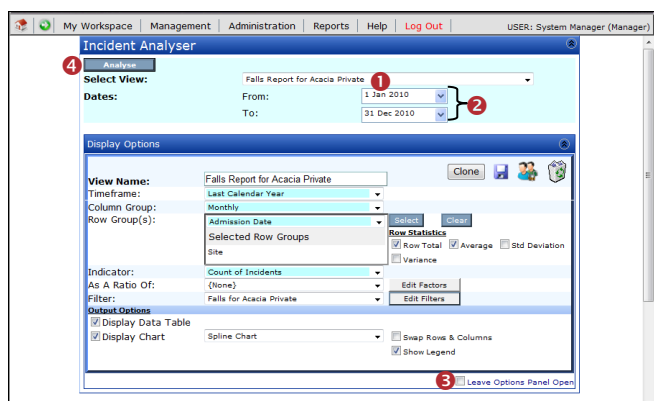 My Workspace | Management | Administration | Reports | Help | Log Out | USER: System Manager (Manager)
Incident Analyser
4 Analyse
Select View: Falls Report for Acacia Private 1
Dates: From: 1 Jan 2010 2
To: 31 Dec 2010
Display Options
Clone
View Name: Falls Report for Acacia Private
Timeframe: Last Calendar Year
Column Group: Monthly
Row Group(s): Admission Date Select Clear
Row Statistics
Selected Row Groups Row Total Average Std Deviation
Site Variance
Indicator: Count of Incidents
As A Ratio Of: {None} Edit Factors
Filter: Falls for Acacia Private Edit Filters
Output Options
Display Data Table
Display Chart Spline Chart Swap Rows & Columns
Show Legend
3 Leave Options Panel Open